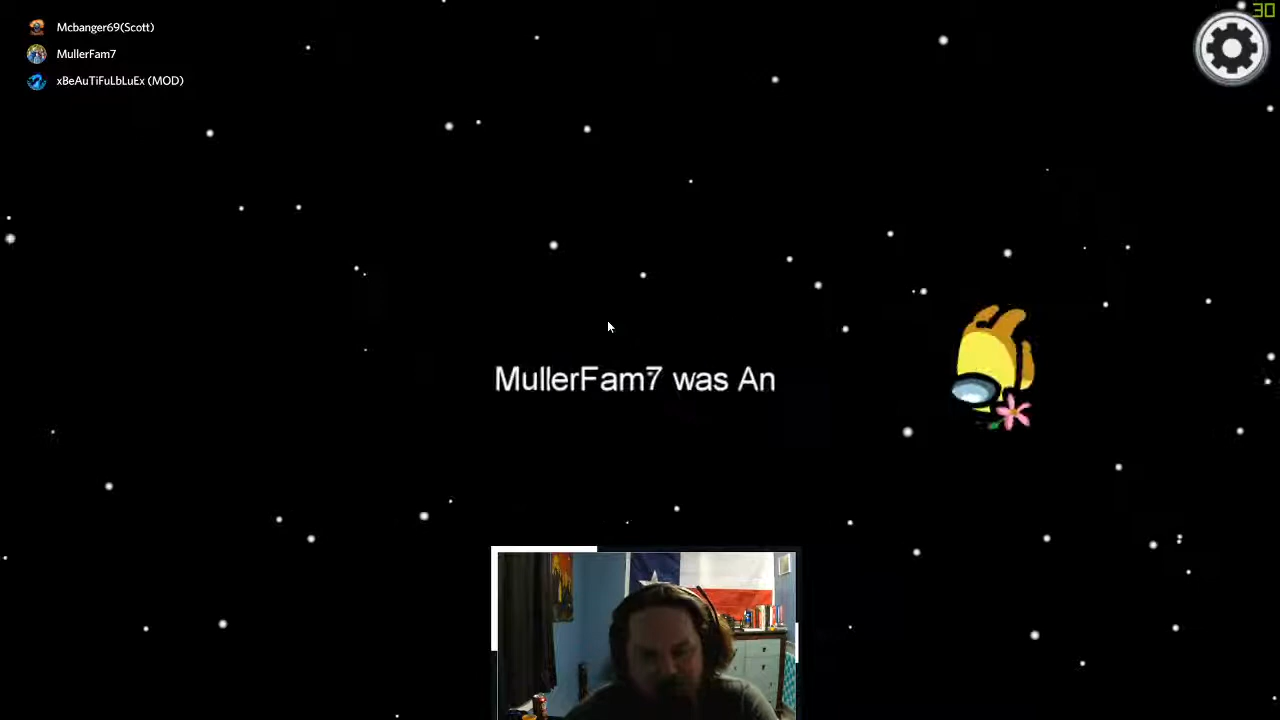 Mcbanger69(Scott)
30
MullerFam7
xBeAuTiFuLbLuEx (MOD)
MullerFam7 was An